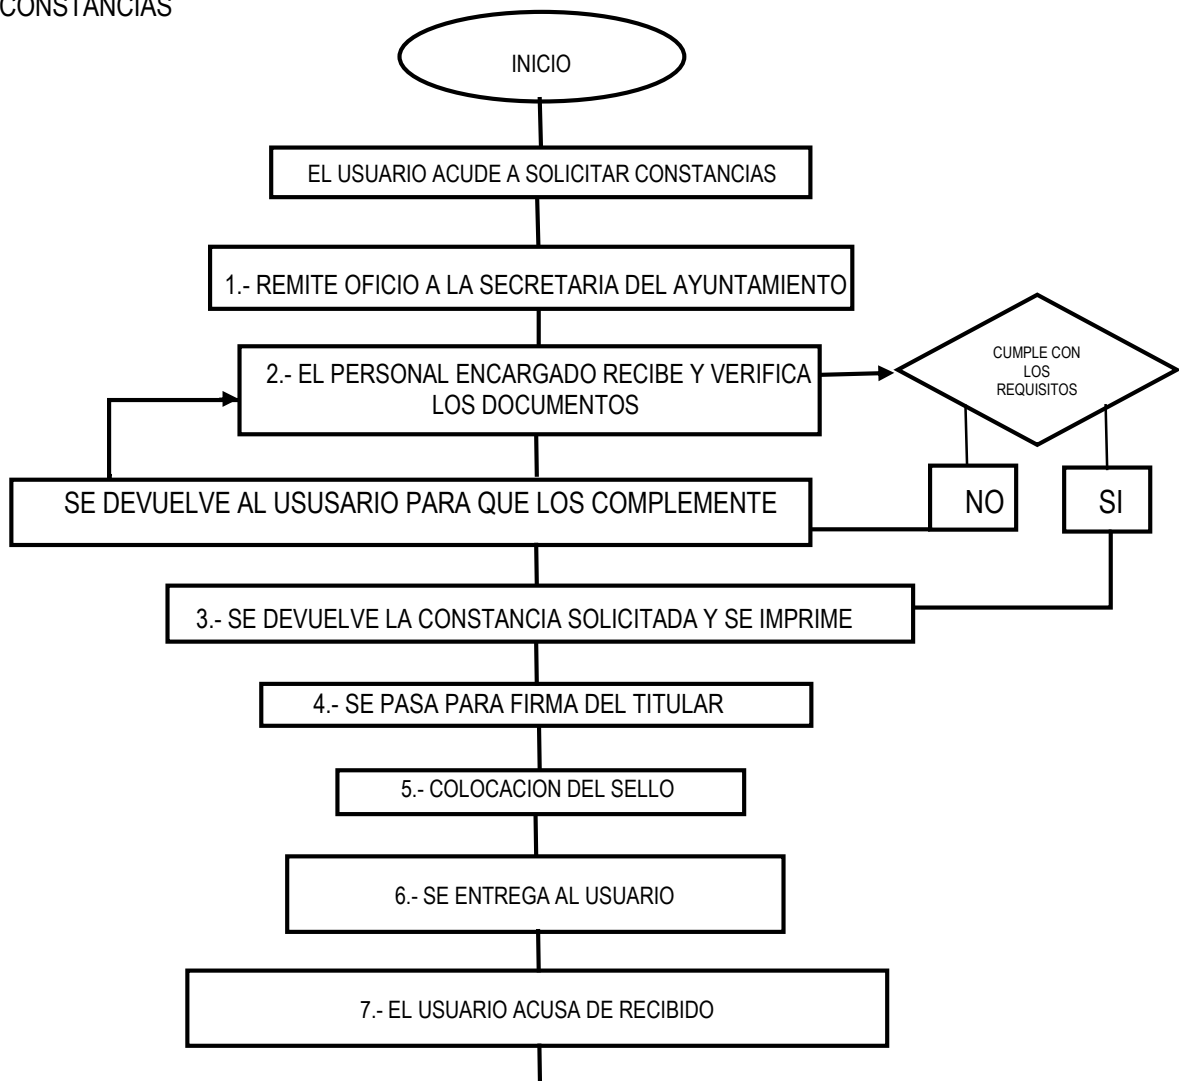 CONSTANCIAS
INICIO
EL USUARIO ACUDE A SOLICITAR CONSTANCIAS
1.- REMITE OFICIO A LA SECRETARIA DEL AYUNTAMIENTO
2.- EL PERSONAL ENCARGADO RECIBE Y VERIFICA
LOS DOCUMENTOS
CUMPLE CON
LOS
REQUISITOS
NO
SI
SE DEVUELVE AL USUSARIO PARA QUE LOS COMPLEMENTE
3.- SE DEVUELVE LA CONSTANCIA SOLICITADA Y SE IMPRIME
4.- SE PASA PARA FIRMA DEL TITULAR
5.- COLOCACION DEL SELLO
6.- SE ENTREGA AL USUARIO
7.- EL USUARIO ACUSA DE RECIBIDO